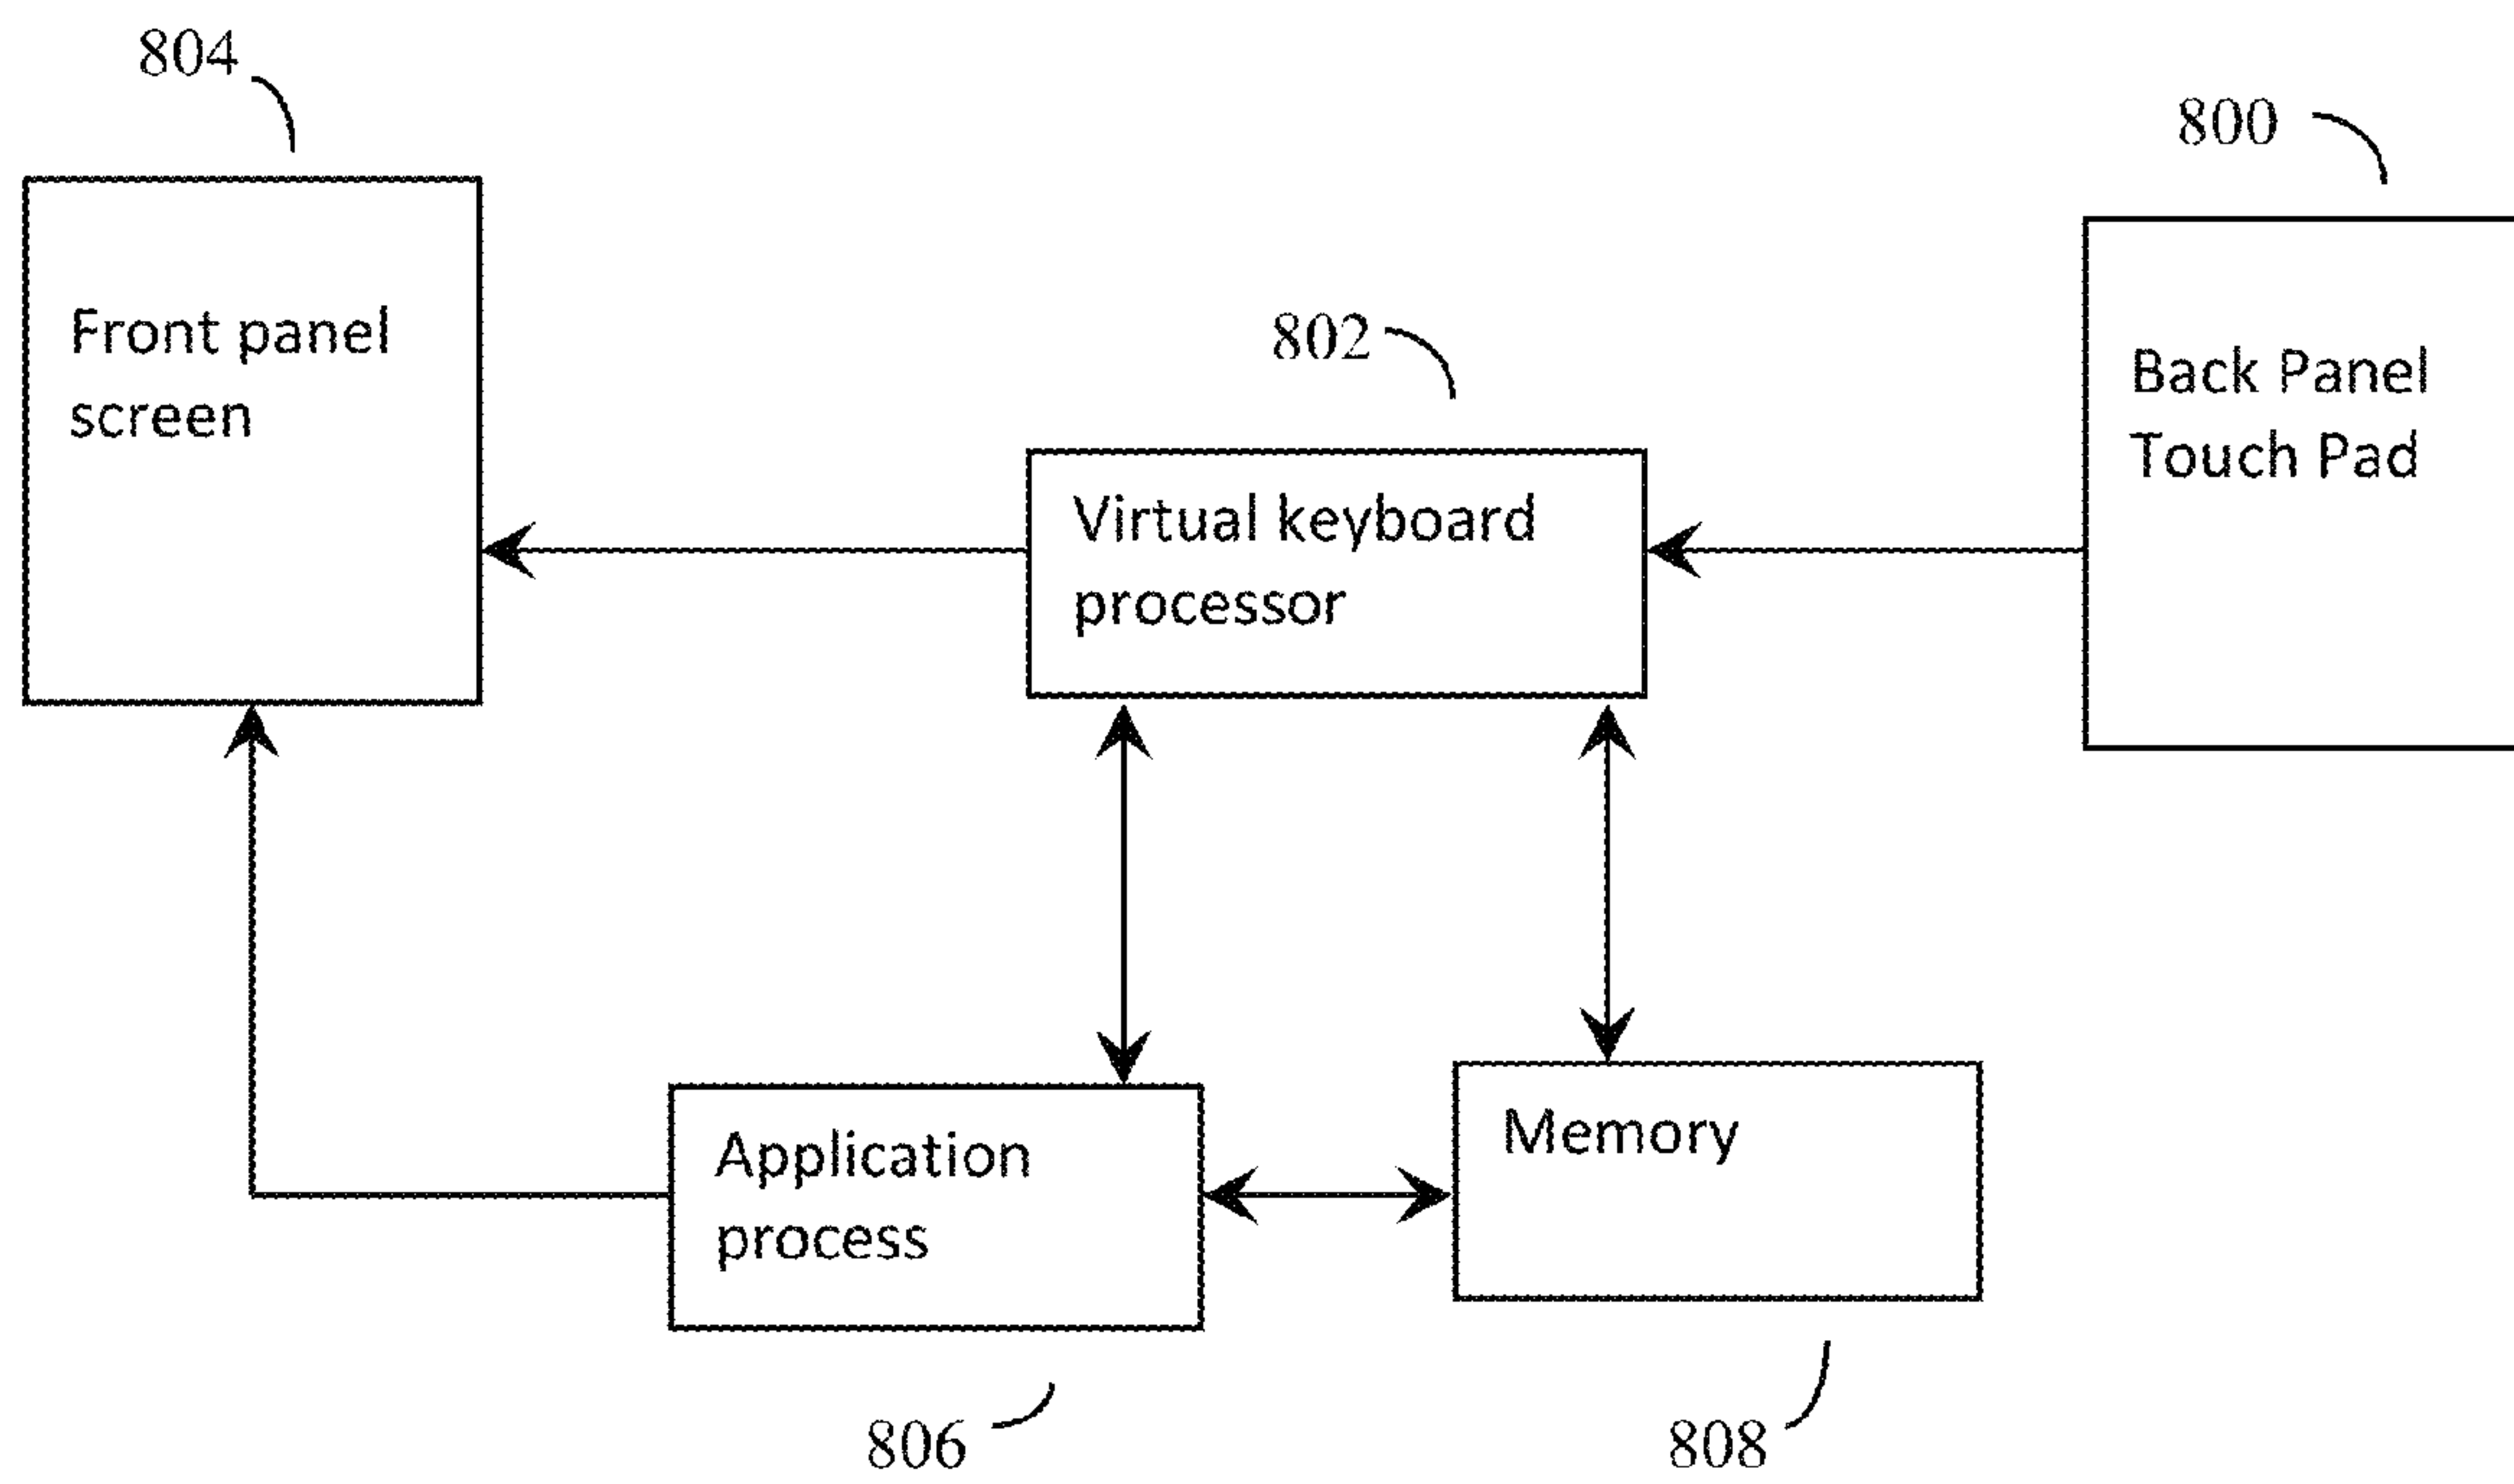 804
800
Front panel
screen
802
Back Panel
Touch Pad
Virtual keyboard
processor
Application
process
Memory
806
808